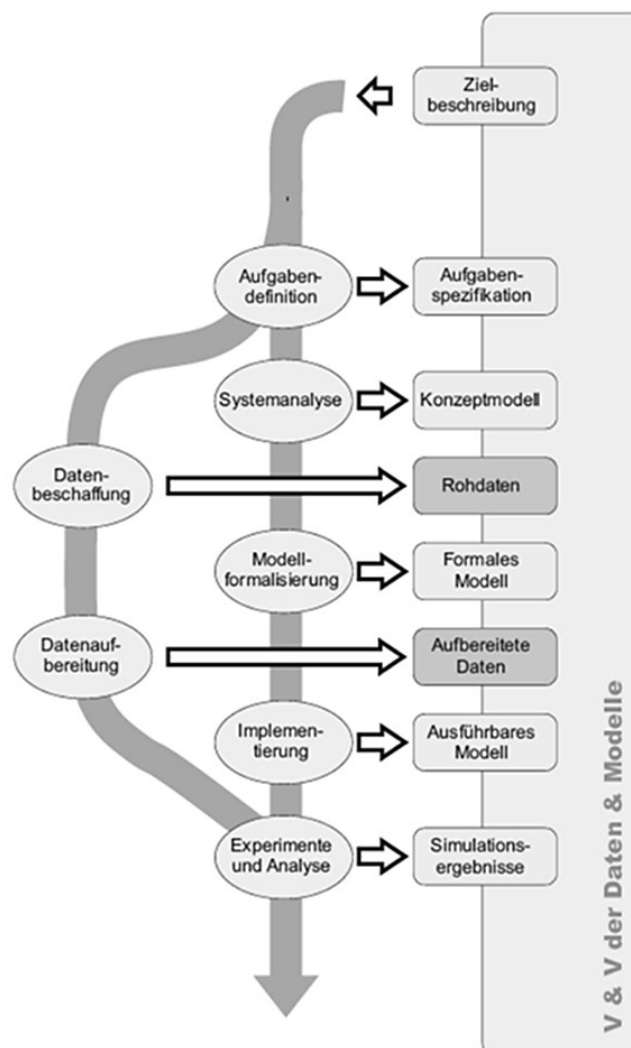 Ziel-
beschreibung
Aufgaben-
definition
Aufgaben-
spezifikation
Systemanalyse
Konzeptmodell
Daten-
beschaffung
Rohdaten
Modell-
formalisierung
Formales
Modell
Datenauf-
bereitung
Aufbereitete
Daten
Implemen-
tierung
Ausführbares
Modell
Experimente
und Analyse
Simulations-
ergebnisse
V & V der Daten & Modelle